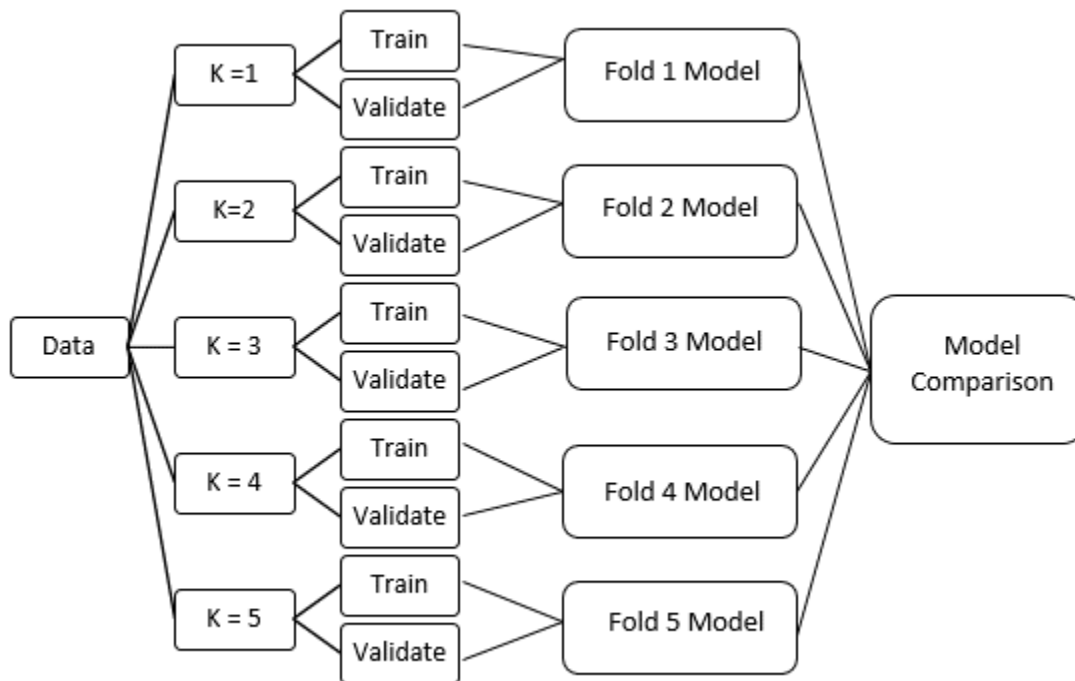 Data
K =1
Train
Validate
Fold 1 Model
K=2
Train
Validate
Fold 2 Model
K = 3
Train
Validate
Fold 3 Model
K = 4
Train
Validate
Fold 4 Model
K = 5
Train
Validate
Fold 5 Model
Model
Comparison